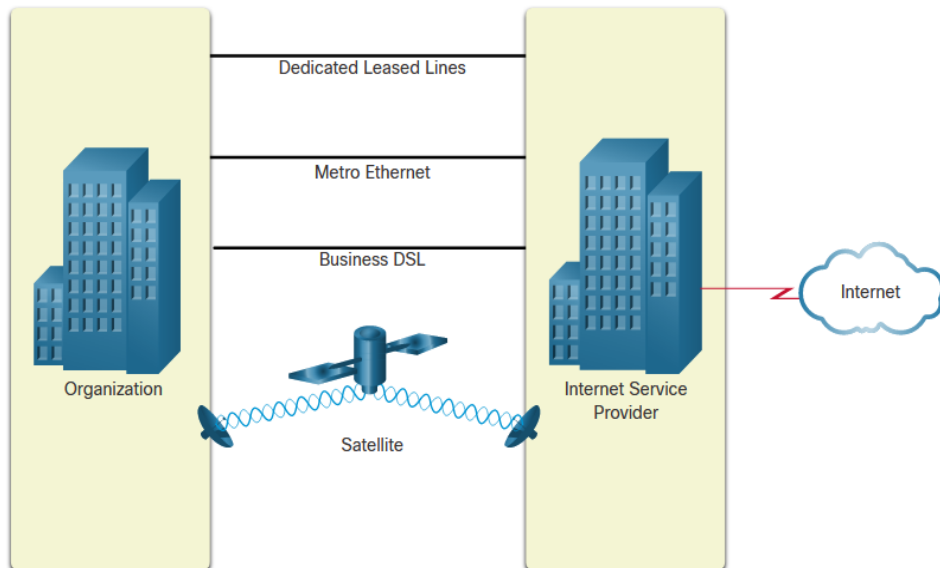 Dedicated Leased Lines
Metro Ethernet
Business DSL
Internet
Organization
Internet Service
Provider
Satellite